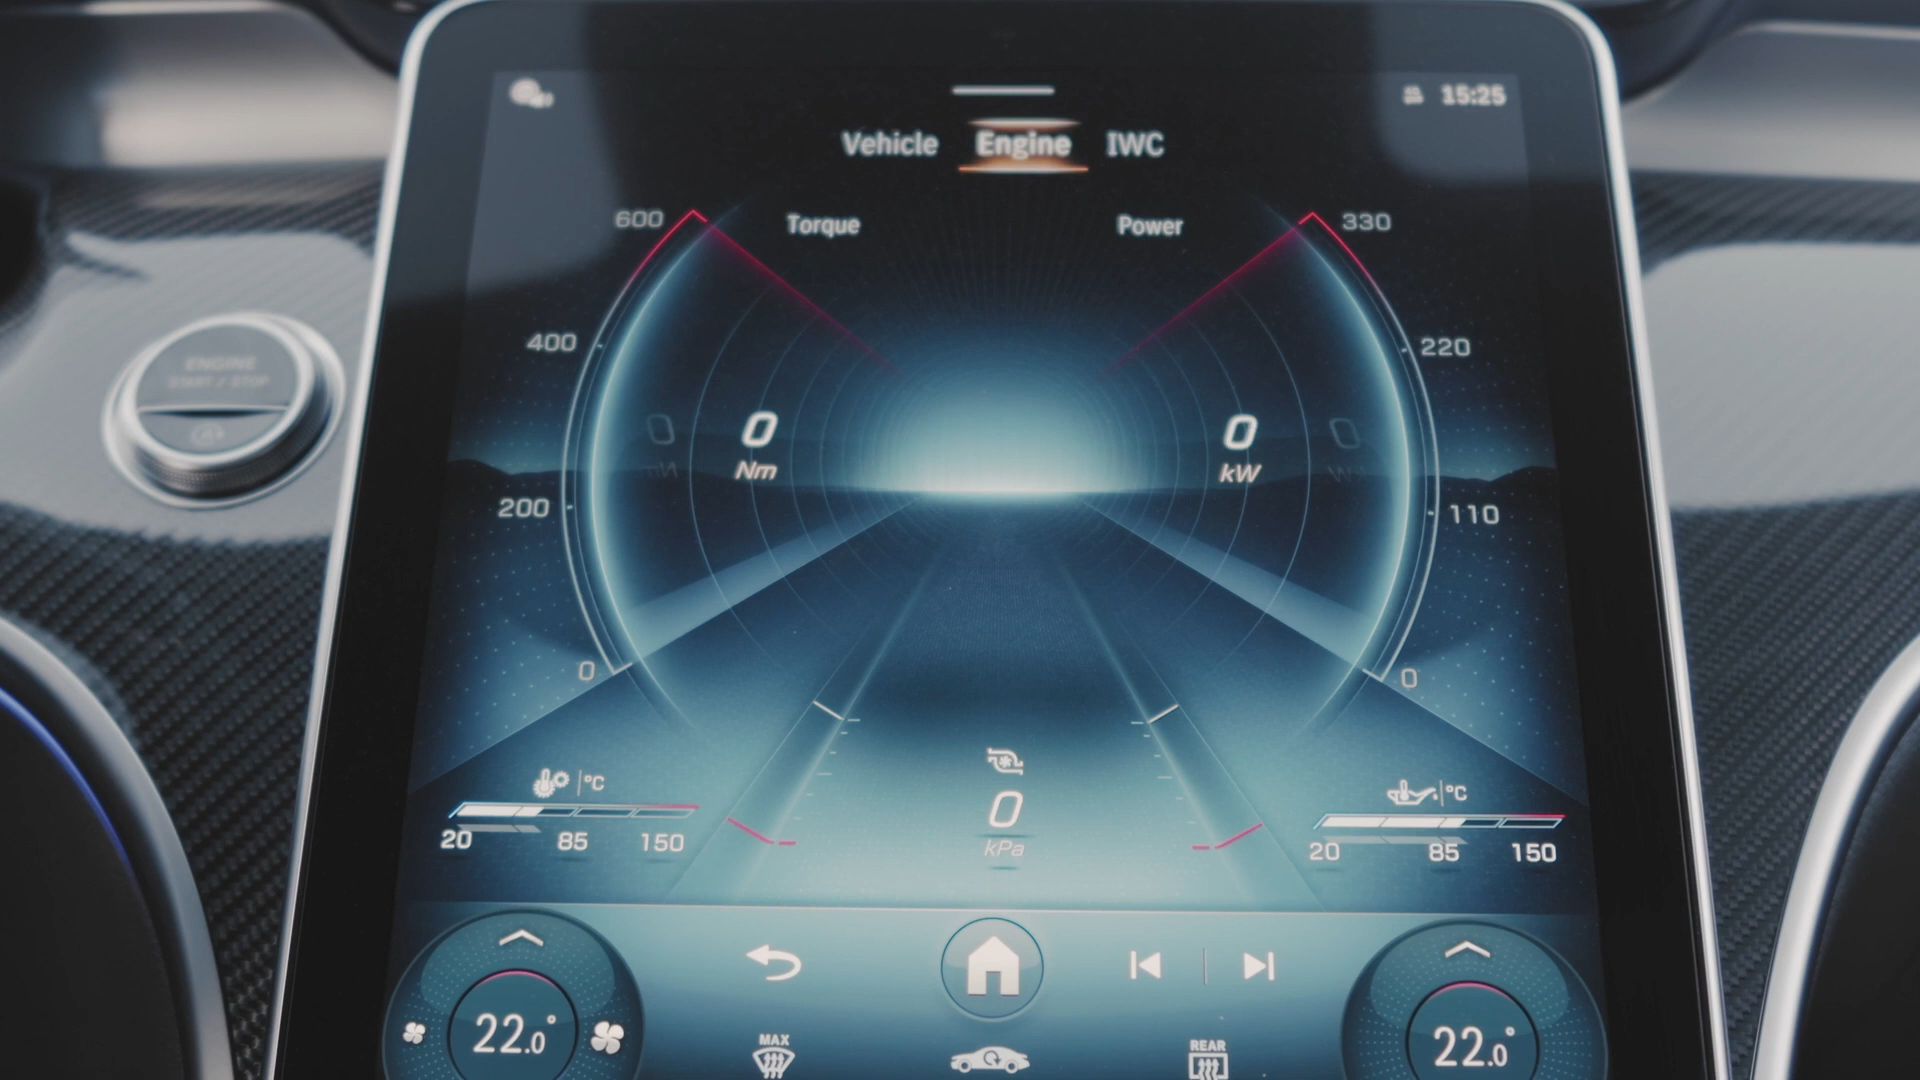 15:25
Vehicle Engine IWC
600 Torque Power 330
ENGINE
START / STOP
400 220
0 0
Nm kW
200 110
0 0
°C
20 85 150
0
kPa
°C
20 85 150
22.0° 22.0°
MAX REAR